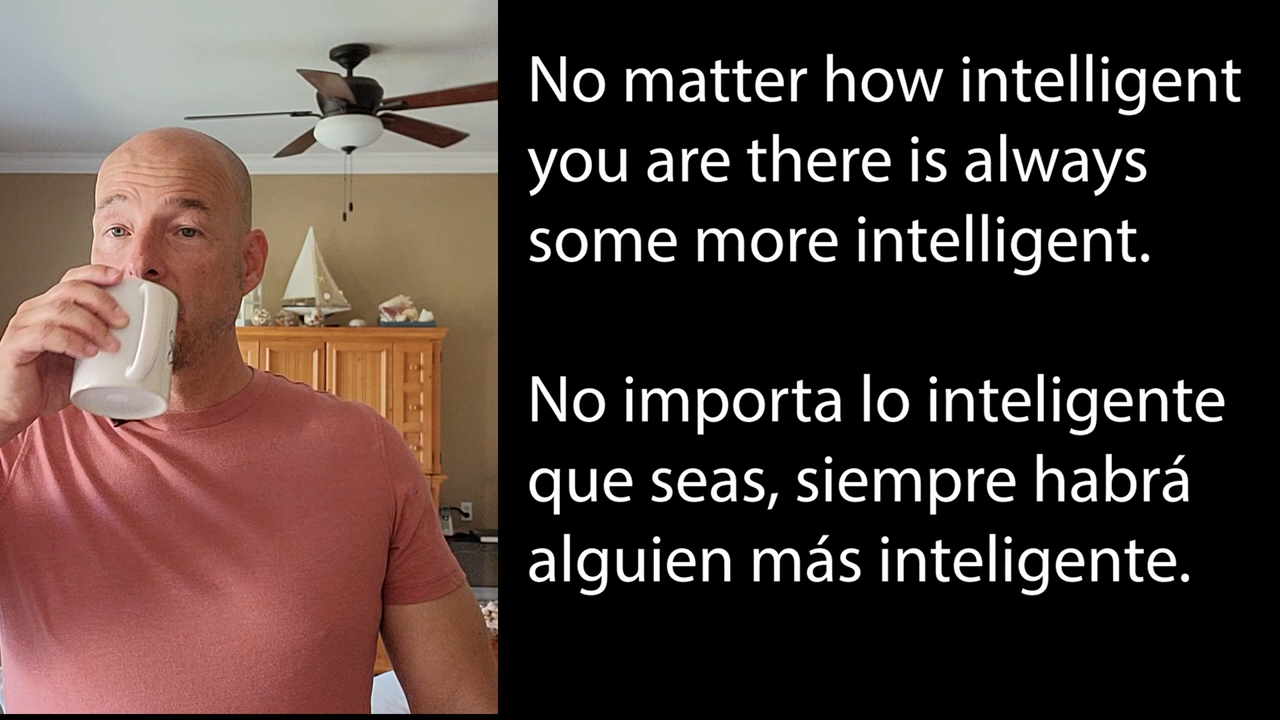 No matter how intelligent
you are there is always
some more intelligent.
No importa lo inteligente
que seas, siempre habrá
alguien más inteligente.